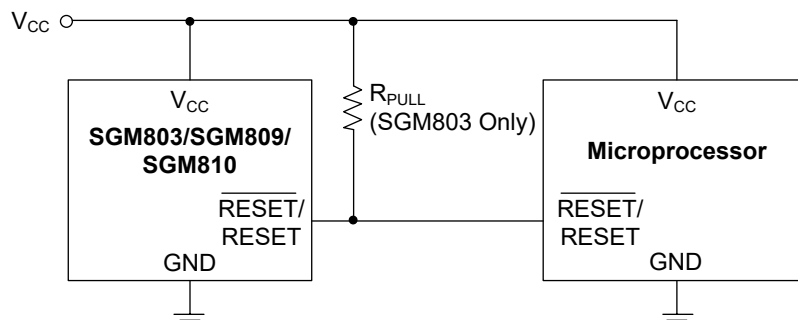 VCC
VCC
SGM803/SGM809/
SGM810
RESET/
RESET
GND
RPULL
(SGM803 Only)
VCC
Microprocessor
RESET/
RESET
GND